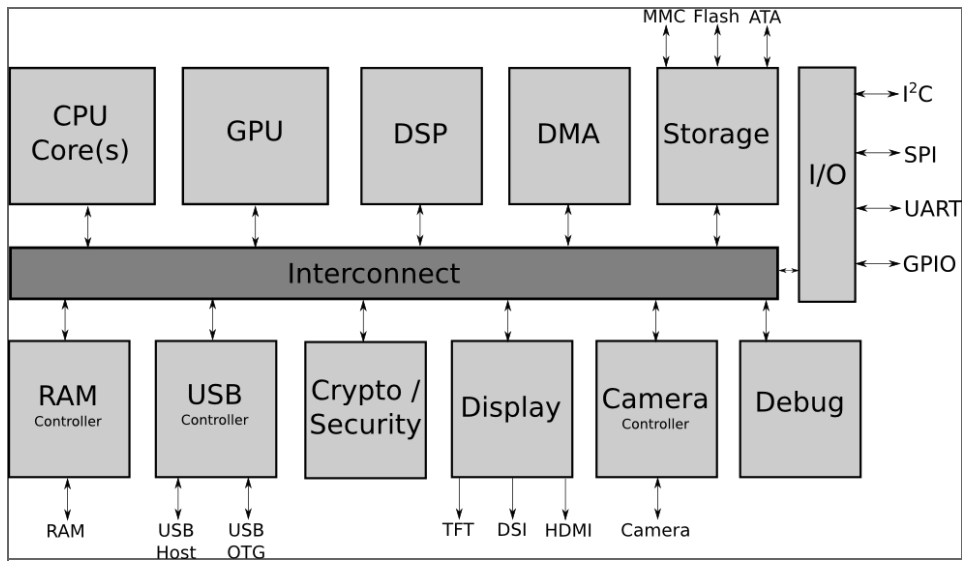 MMC Flash ATA
CPU
Core(s)
GPU
DSP
DMA
Storage
I/O
I²C
SPI
UART
GPIO
Interconnect
RAM
Controller
USB
Controller
Crypto /
Security
Display
Camera
Controller
Debug
RAM
USB
Host
USB
OTG
TFT
DSI
HDMI
Camera